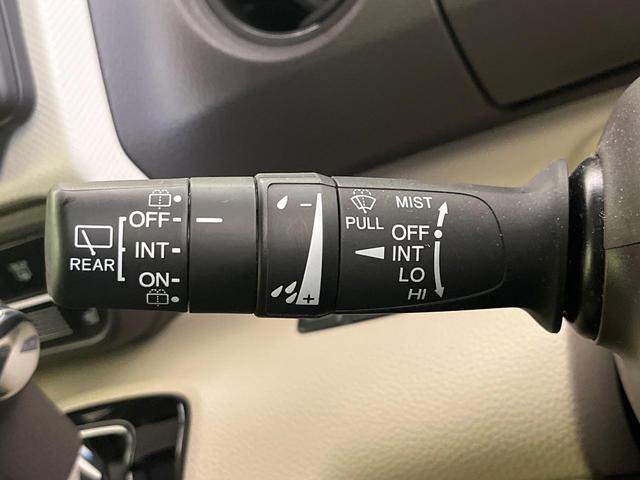 REAR
OFF
INT
ON
- 
+
PULL
MIST
OFF
INT
LO
HI